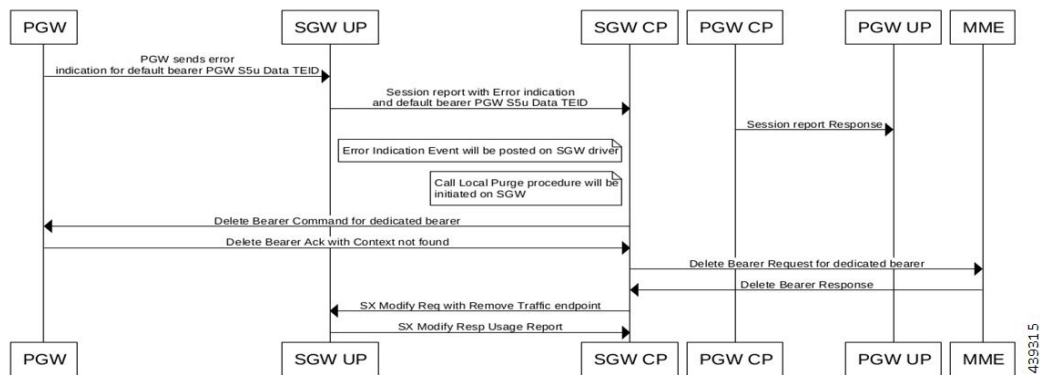 PGW SGW UP SGW CP PGW CP PGW UP MME
PGW sends error
indication for default bearer PGW S5u Data TEID
Session report with Error indication
and default bearer PGW S5u Data TEID
Session report Response
Error Indication Event will be posted on SGW driver
Call Local Purge procedure will be
initiated on SGW
Delete Bearer Command for dedicated bearer
Delete Bearer Ack with Context not found
Delete Bearer Request for dedicated bearer
Delete Bearer Response
SX Modify Req with Remove Traffic endpoint
SX Modify Resp Usage Report
PGW SGW UP SGW CP PGW CP PGW UP MME
439315